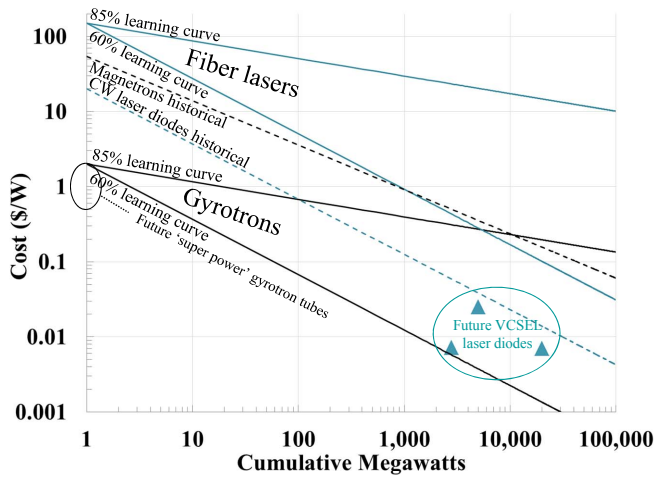 85% learning curve
60% learning curve
Fiber lasers
Magnetrons historical
CW laser diodes historical
85% learning curve
60% learning curve
Gyrotrons
Future ‘super power’ gyrotron tubes
Future VCSEL
laser diodes
Cost ($/W)
100
10
1
0.1
0.01
0.001
1
10
100
1,000
10,000
100,000
Cumulative Megawatts